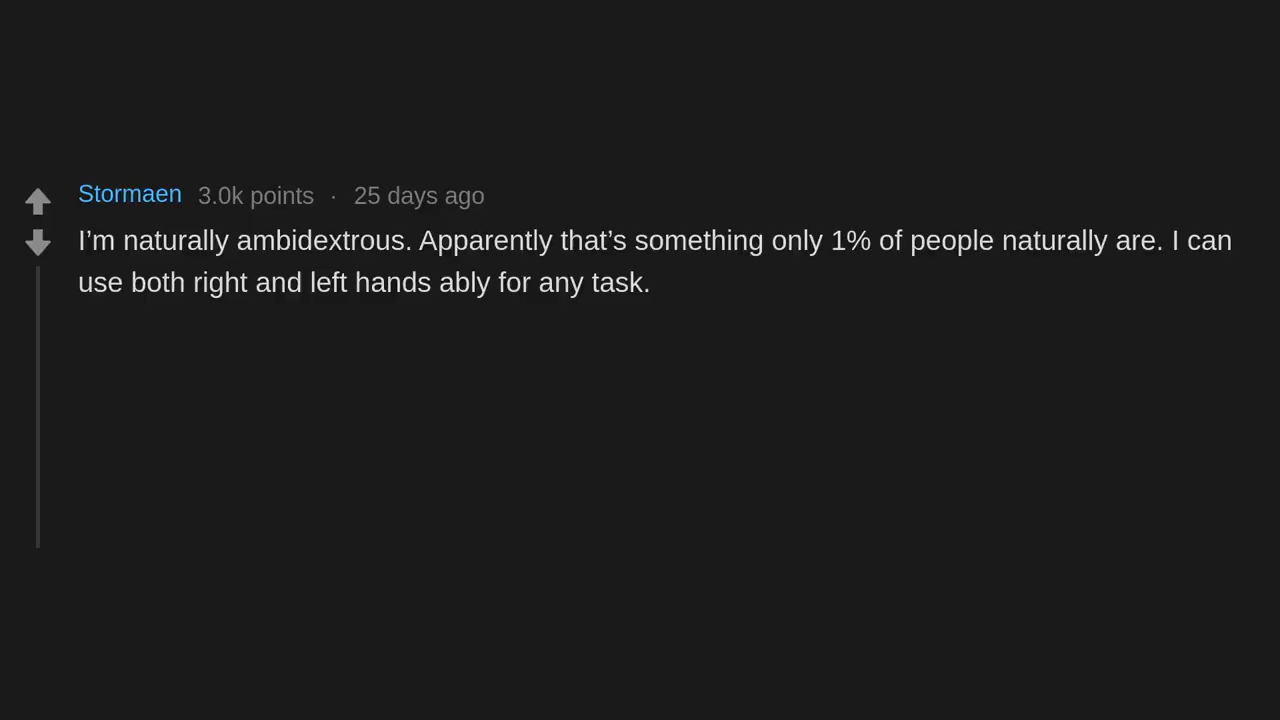 Stormaen 3.0k points · 25 days ago
I’m naturally ambidextrous. Apparently that’s something only 1% of people naturally are. I can
use both right and left hands ably for any task.